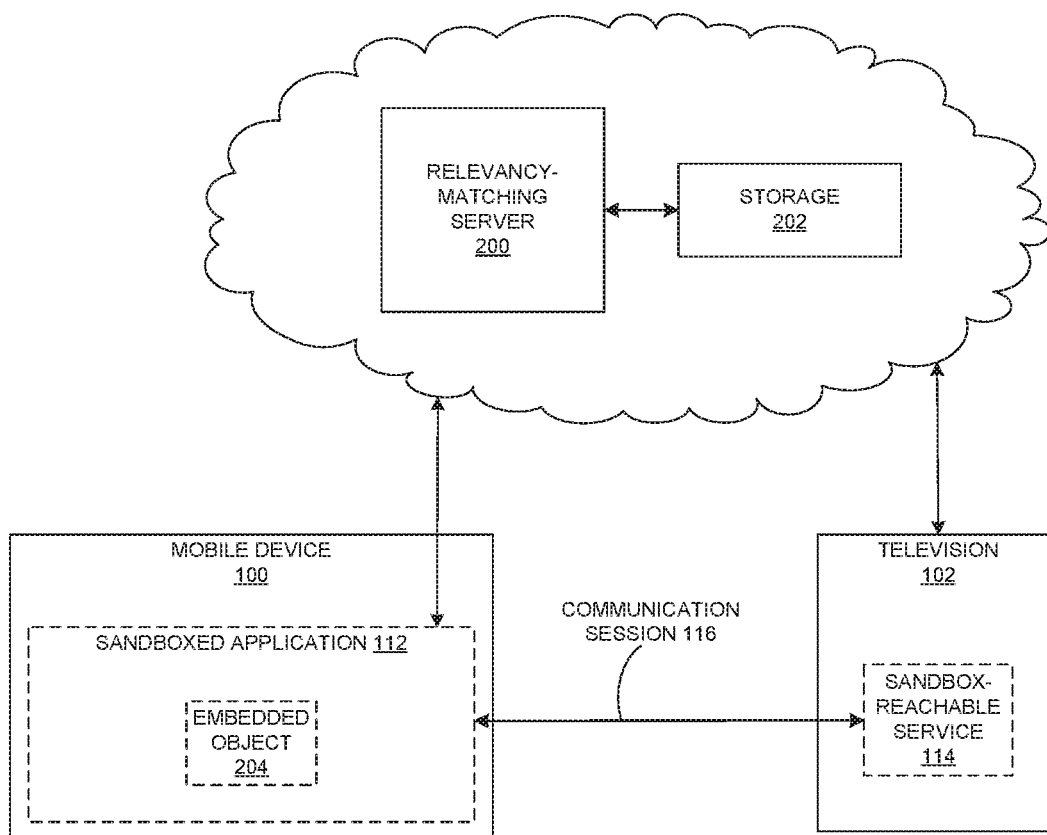 RELEVANCY-
MATCHING
SERVER
200
STORAGE
202
MOBILE DEVICE
100
SANDBOXED APPLICATION 112
EMBEDDED
OBJECT
204
COMMUNICATION
SESSION 116
TELEVISION
102
SANDBOX-
REACHABLE
SERVICE
114